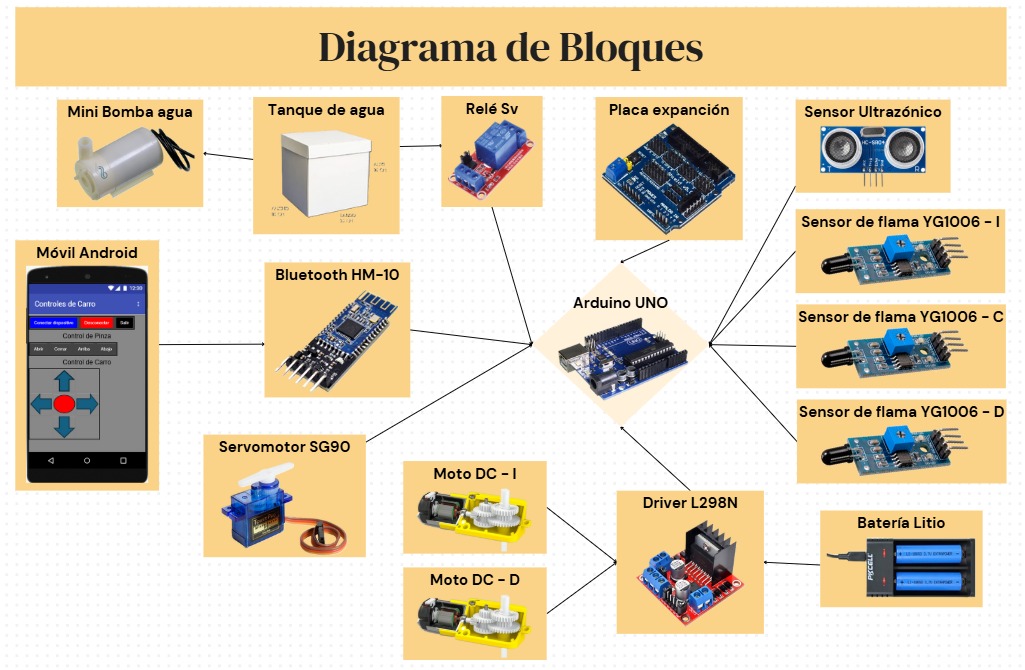 Diagrama de Bloques
Mini Bomba agua
Tanque de agua
Relé Sv
Placa expanción
Sensor Ultrazónico
HC-SR04
T
R
Sensor de flama YG1006 - I
Sensor de flama YG1006 - C
Sensor de flama YG1006 - D
Móvil Android
12:30
Controles de Carro
Conectar dispositivo
Desconectar
Salir
Control de Pinza
Abrir
Cerrar
Arriba
Abajo
Control de Carro
Bluetooth HM-10
Arduino UNO
Servomotor SG90
Moto DC - I
Moto DC - D
Driver L298N
Batería Litio